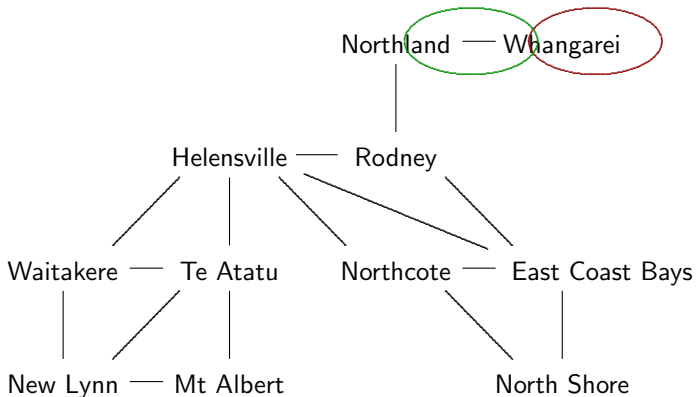 Northland Whangarei
Helensville Rodney
Waitakere Te Atatu Northcote East Coast Bays
New Lynn Mt Albert North Shore